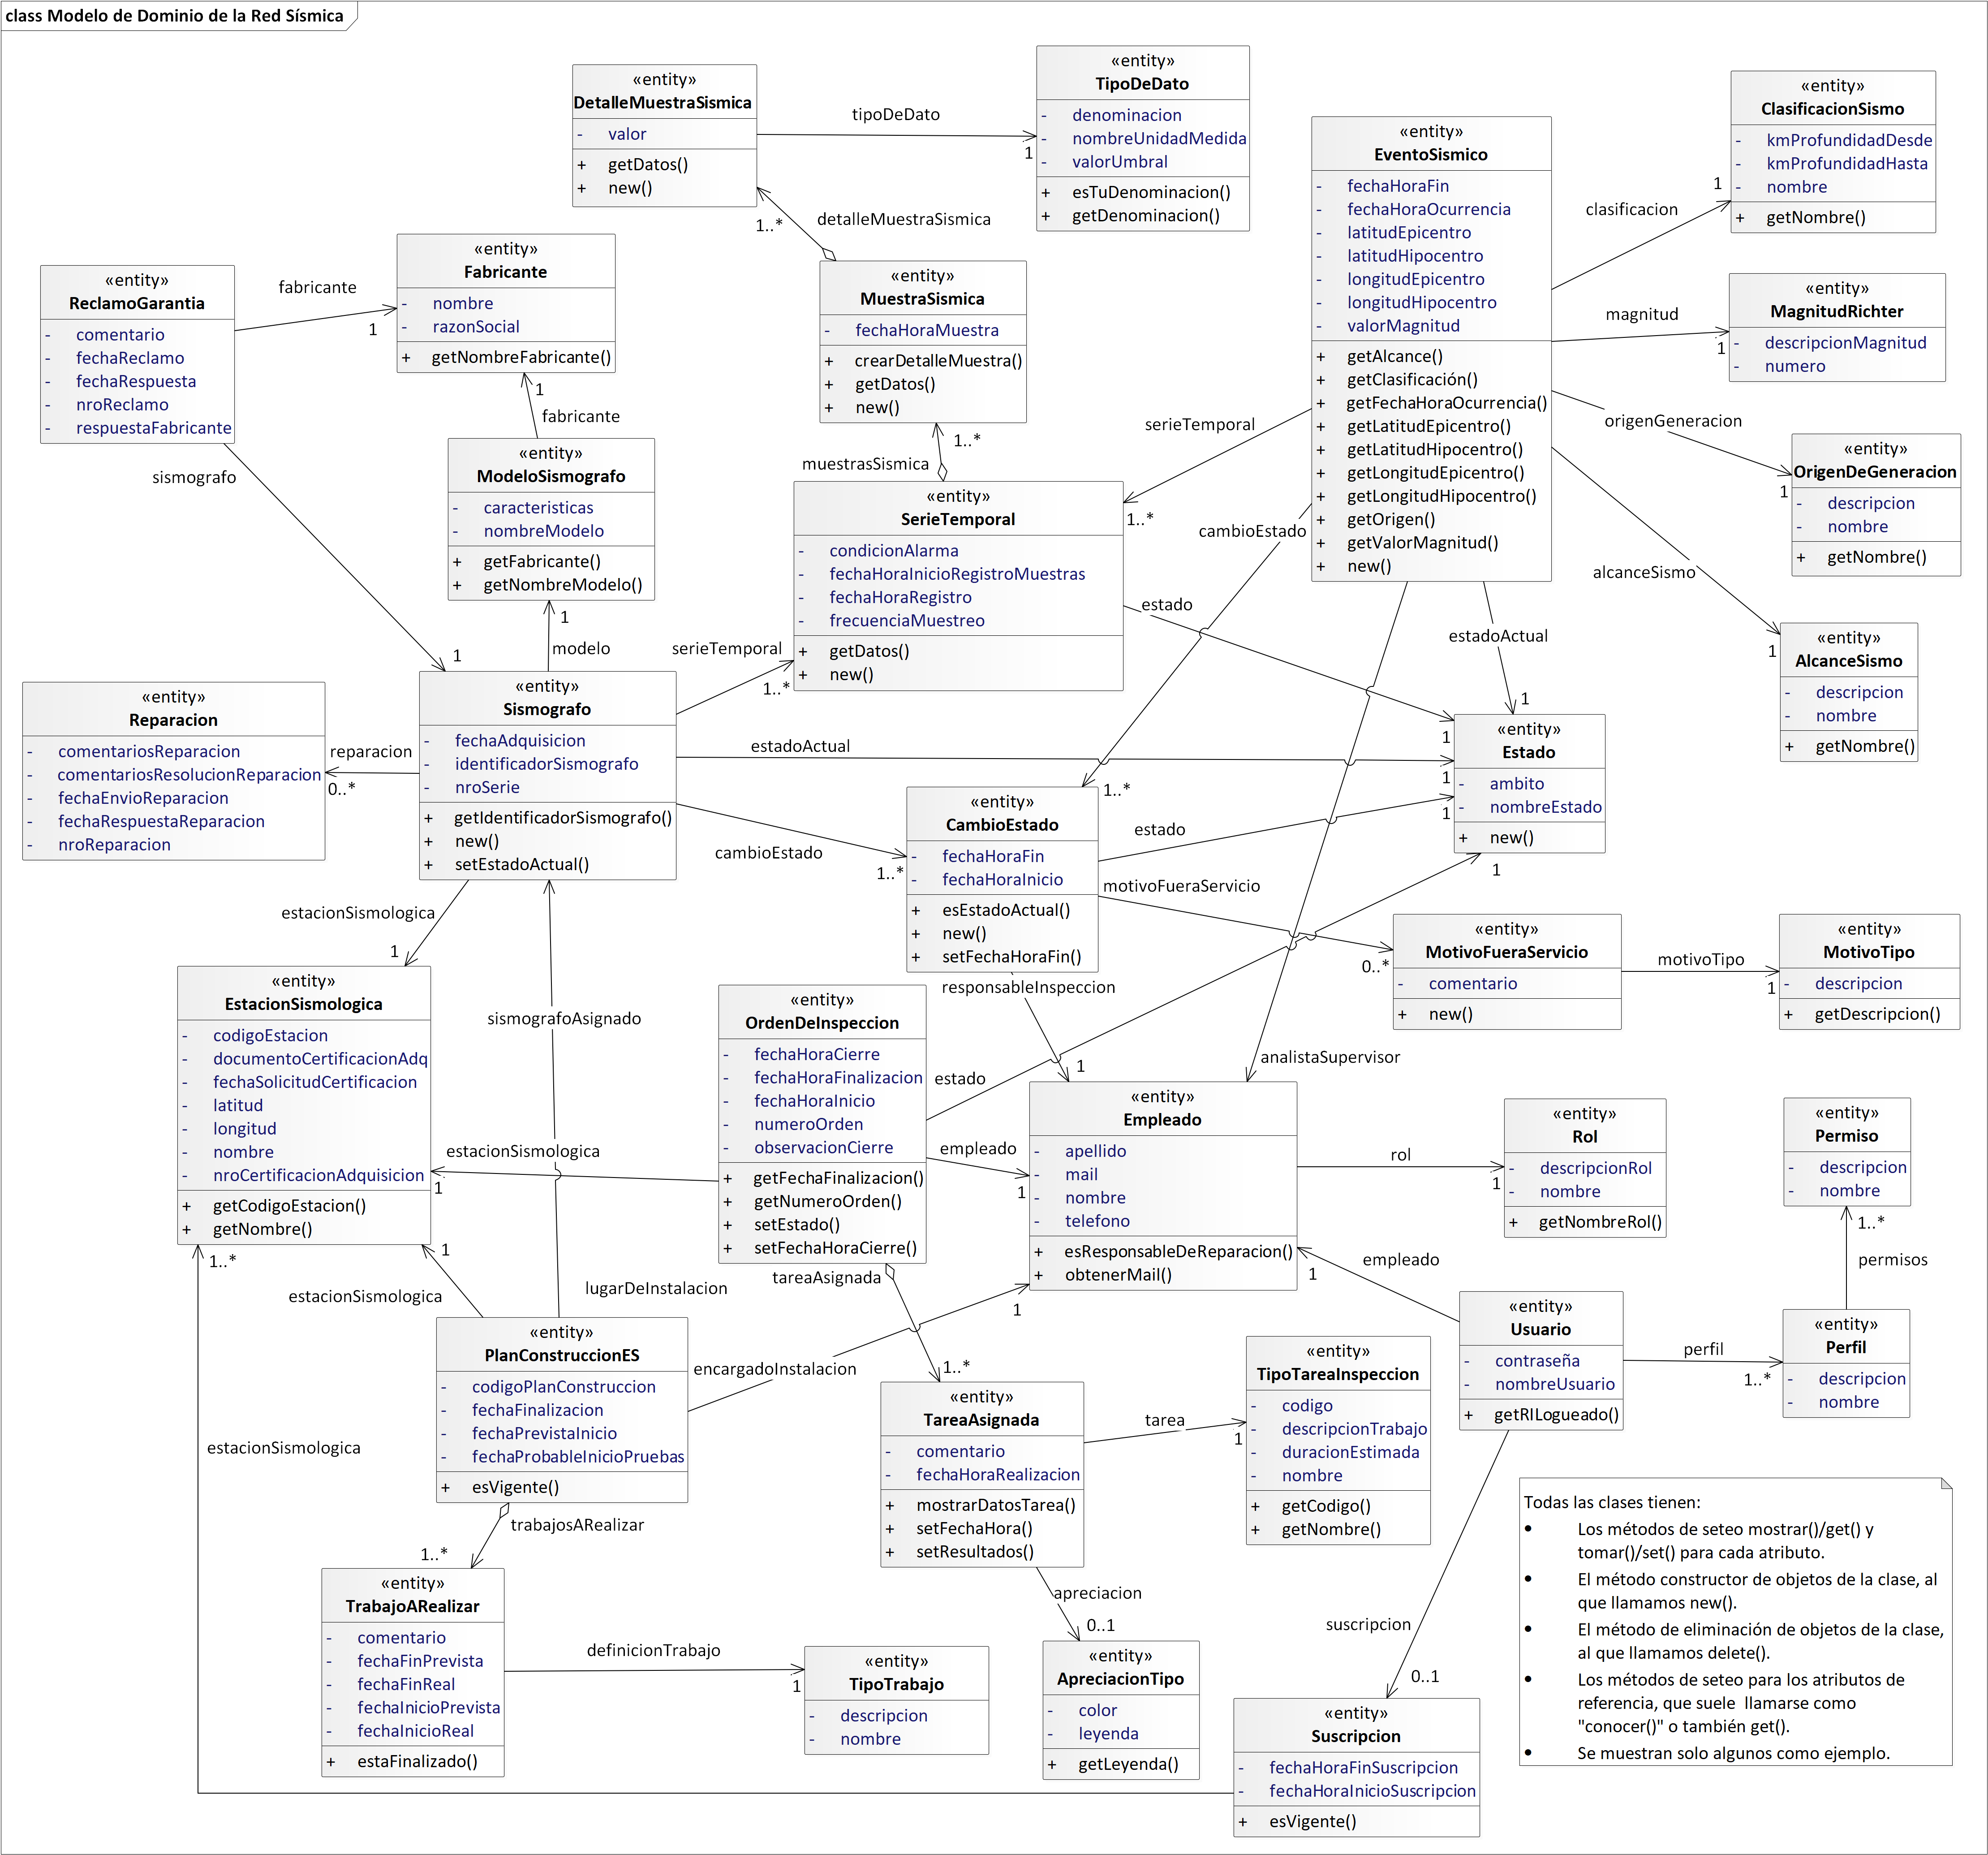 class Modelo de Dominio de la Red Sísmica
«entity»
DetalleMuestraSismica
- valor
+ getDatos()
+ new()
tipoDeDato
1
«entity»
TipoDeDato
- denominacion
- nombreUnidadMedida
- valorUmbral
+ esTuDenominacion()
+ getDenominacion()
«entity»
EventoSismico
- fechaHoraFin
- fechaHoraOcurrencia
- latitudEpicentro
- latitudHipocentro
- longitudEpicentro
- longitudHipocentro
- valorMagnitud
+ getAlcance()
+ getClasificación()
+ getFechaHoraOcurrencia()
+ getLatitudEpicentro()
+ getLatitudHipocentro()
+ getLongitudEpicentro()
+ getLongitudHipocentro()
+ getOrigen()
+ getValorMagnitud()
+ new()
clasificacion
1
«entity»
ClasificacionSismo
- kmProfundidadDesde
- kmProfundidadHasta
- nombre
+ getNombre()
magnitud
1
«entity»
MagnitudRichter
- descripcionMagnitud
- numero
origenGeneracion
1
«entity»
OrigenDeGeneracion
- descripcion
- nombre
+ getNombre()
alcanceSismo
1
«entity»
AlcanceSismo
- descripcion
- nombre
+ getNombre()
1..*
detalleMuestraSismica
«entity»
MuestraSismica
- fechaHoraMuestra
+ crearDetalleMuestra()
+ getDatos()
+ new()
1..*
muestrasSismica
«entity»
ReclamoGarantia
- comentario
- fechaReclamo
- fechaRespuesta
- nroReclamo
- respuestaFabricante
fabricante
1
«entity»
Fabricante
- nombre
- razonSocial
+ getNombreFabricante()
1
fabricante
«entity»
ModeloSismografo
- caracteristicas
- nombreModelo
+ getFabricante()
+ getNombreModelo()
1
modelo
sismografo
1
«entity»
SerieTemporal
- condicionAlarma
- fechaHoraInicioRegistroMuestras
- fechaHoraRegistro
- frecuenciaMuestreo
+ getDatos()
+ new()
serieTemporal
1..*
serieTemporal
1..*
cambioEstado
1..*
estado
1
estadoActual
1
«entity»
Reparacion
- comentariosReparacion
- comentariosResolucionReparacion
- fechaEnvioReparacion
- fechaRespuestaReparacion
- nroReparacion
reparacion
0..*
«entity»
Sismografo
- fechaAdquisicion
- identificadorSismografo
- nroSerie
+ getIdentificadorSismografo()
+ new()
+ setEstadoActual()
estadoActual
1
cambioEstado
1..*
«entity»
Estado
- ambito
- nombreEstado
+ new()
«entity»
CambioEstado
- fechaHoraFin
- fechaHoraInicio
+ esEstadoActual()
+ new()
+ setFechaHoraFin()
estado
1
motivoFueraServicio
0..*
1
«entity»
MotivoFueraServicio
- comentario
+ new()
motivoTipo
1
«entity»
MotivoTipo
- descripcion
+ getDescripcion()
estacionSismologica
1
«entity»
EstacionSismologica
- codigoEstacion
- documentoCertificacionAdq
- fechaSolicitudCertificacion
- latitud
- longitud
- nombre
- nroCertificacionAdquisicion
+ getCodigoEstacion()
+ getNombre()
sismografoAsignado
«entity»
OrdenDeInspeccion
- fechaHoraCierre
- fechaHoraFinalizacion
- fechaHoraInicio
- numeroOrden
- observacionCierre
+ getFechaFinalizacion()
+ getNumeroOrden()
+ setEstado()
+ setFechaHoraCierre()
responsableInspeccion
1
analistaSupervisor
estado
empleado
1
estacionSismologica
1
«entity»
Empleado
- apellido
- mail
- nombre
- telefono
+ esResponsableDeReparacion()
+ obtenerMail()
rol
1
«entity»
Rol
- descripcionRol
- nombre
+ getNombreRol()
«entity»
Permiso
- descripcion
- nombre
1..*
permisos
empleado
1
«entity»
Usuario
- contraseña
- nombreUsuario
+ getRILogueado()
perfil
1..*
«entity»
Perfil
- descripcion
- nombre
1..*
1
estacionSismologica
lugarDeInstalacion
tareaAsignada
1..*
«entity»
PlanConstruccionES
- codigoPlanConstruccion
- fechaFinalizacion
- fechaPrevistaInicio
- fechaProbableInicioPruebas
+ esVigente()
encargadoInstalacion
1
estacionSismologica
«entity»
TareaAsignada
- comentario
- fechaHoraRealizacion
+ mostrarDatosTarea()
+ setFechaHora()
+ setResultados()
tarea
1
«entity»
TipoTareaInspeccion
- codigo
- descripcionTrabajo
- duracionEstimada
- nombre
+ getCodigo()
+ getNombre()
trabajosARealizar
1..*
«entity»
TrabajoARealizar
- comentario
- fechaFinPrevista
- fechaFinReal
- fechaInicioPrevista
- fechaInicioReal
+ estaFinalizado()
definicionTrabajo
1
«entity»
TipoTrabajo
- descripcion
- nombre
apreciacion
0..1
«entity»
ApreciacionTipo
- color
- leyenda
+ getLeyenda()
suscripcion
0..1
«entity»
Suscripcion
- fechaHoraFinSuscripcion
- fechaHoraInicioSuscripcion
+ esVigente()
Todas las clases tienen:
• Los métodos de seteo mostrar()/get() y
tomar()/set() para cada atributo.
• El método constructor de objetos de la clase, al
que llamamos new().
• El método de eliminación de objetos de la clase,
al que llamamos delete().
• Los métodos de seteo para los atributos de
referencia, que suele llamarse como
"conocer()" o también get().
• Se muestran solo algunos como ejemplo.